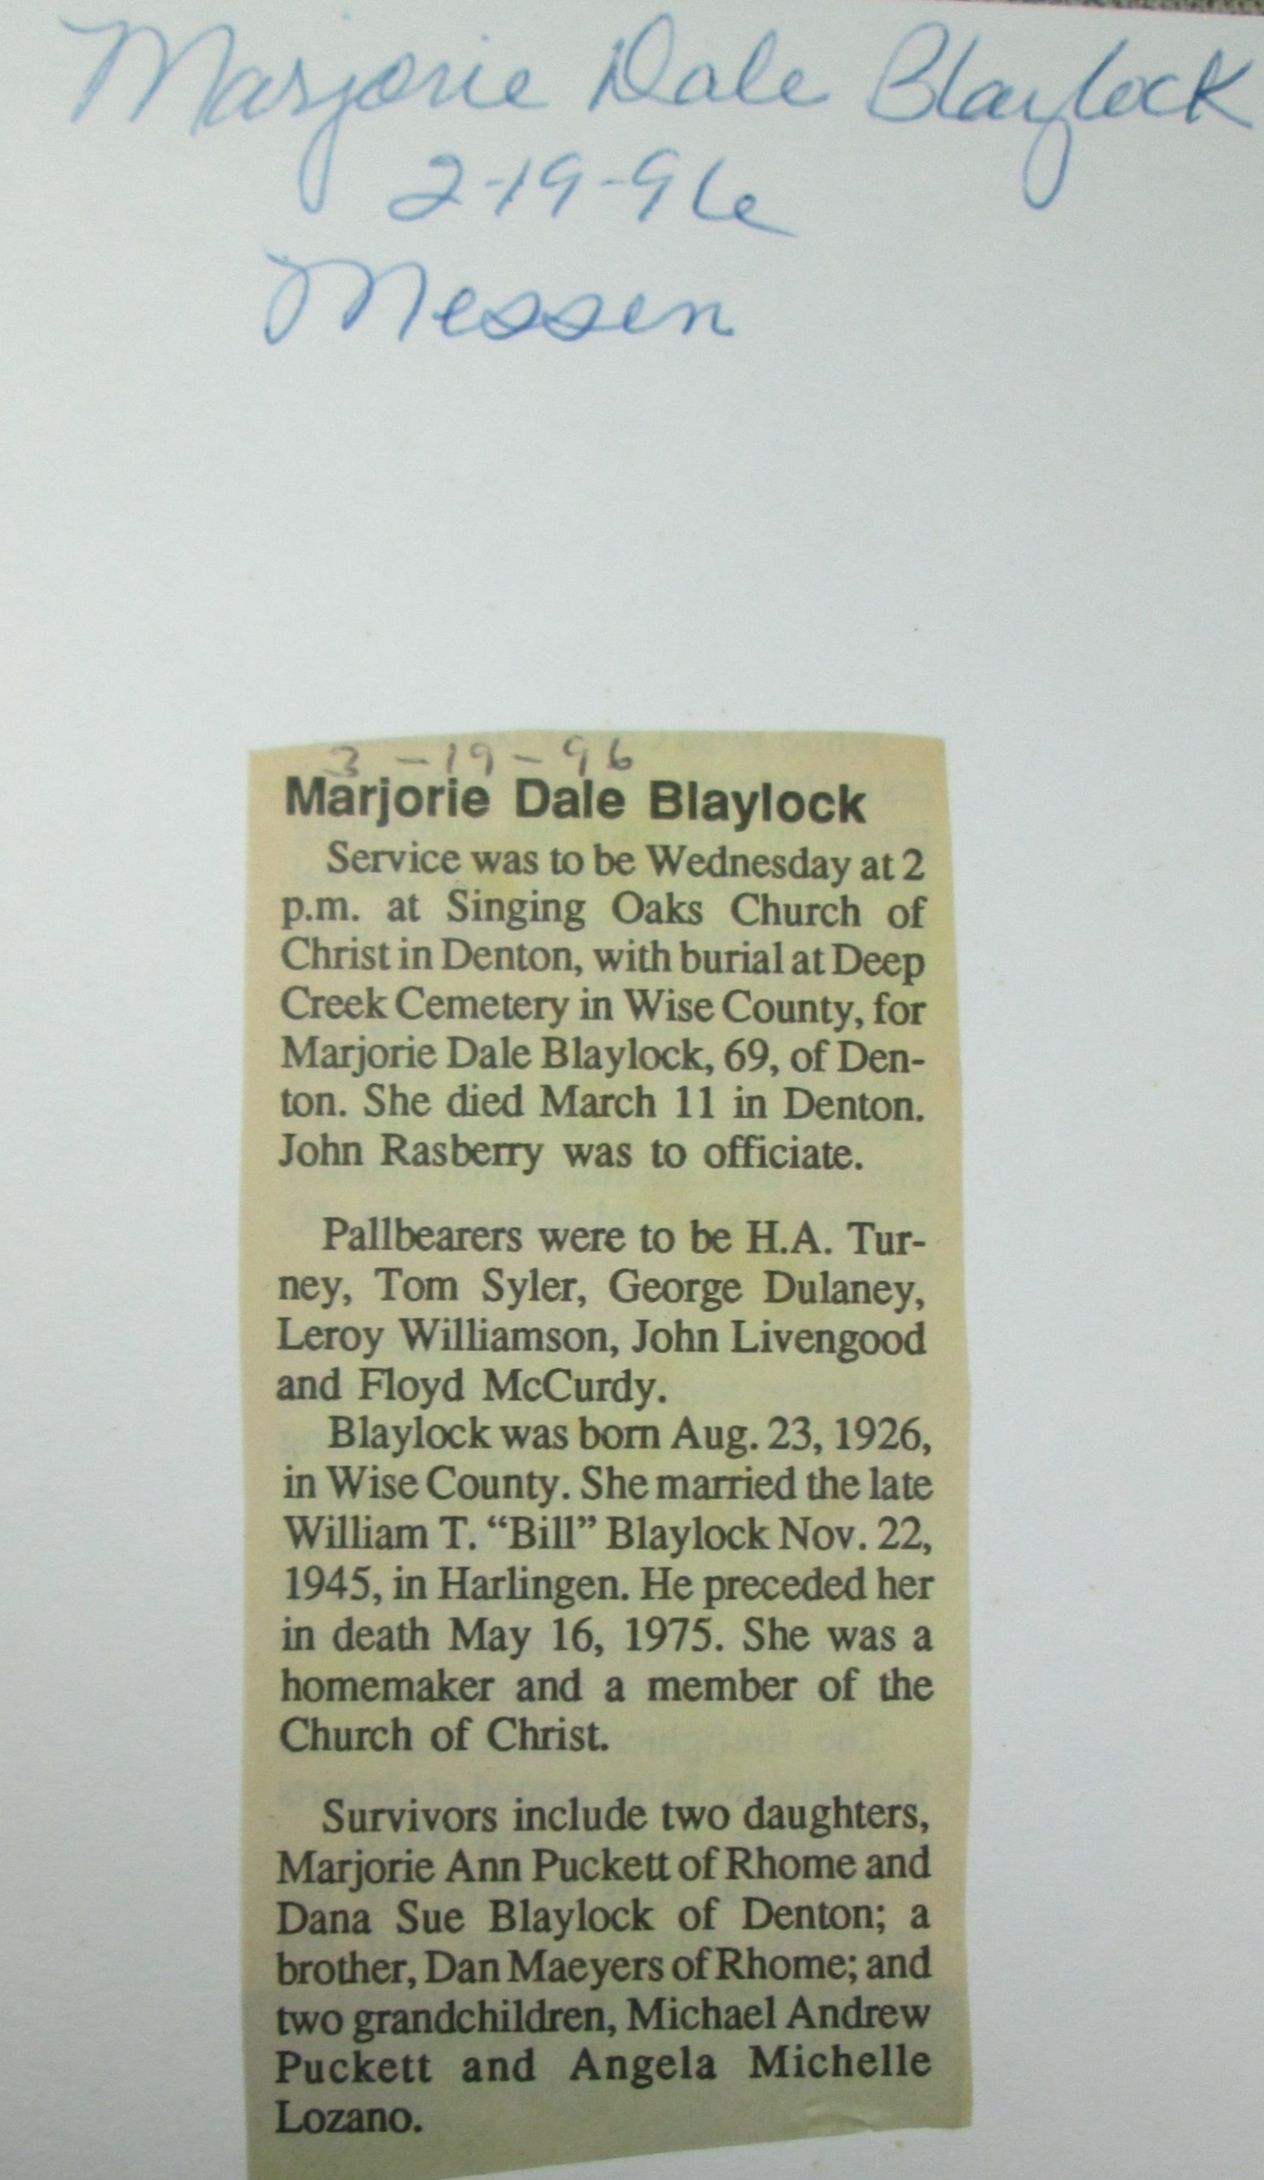 Marjorie Dale Blaylock
2-19-96
Messen
3-19-96
Marjorie Dale Blaylock
Service was to be Wednesday at 2
p.m. at Singing Oaks Church of
Christ in Denton, with burial at Deep
Creek Cemetery in Wise County, for
Marjorie Dale Blaylock, 69, of Den-
ton. She died March 11 in Denton.
John Rasberry was to officiate.
Pallbearers were to be H.A. Tur-
ney, Tom Syler, George Dulaney,
Leroy Williamson, John Livengood
and Floyd McCurdy.
Blaylock was born Aug. 23, 1926,
in Wise County. She married the late
William T. “Bill” Blaylock Nov. 22,
1945, in Harlingen. He preceded her
in death May 16, 1975. She was a
homemaker and a member of the
Church of Christ.
Survivors include two daughters,
Marjorie Ann Puckett of Rhome and
Dana Sue Blaylock of Denton; a
brother, Dan Maeyers of Rhome; and
two grandchildren, Michael Andrew
Puckett and Angela Michelle
Lozano.